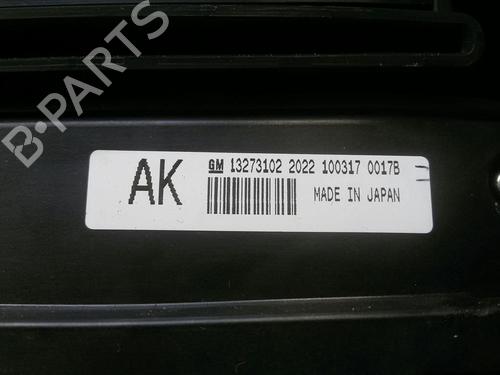 B-PARTS
AK
GM 13273102 2022 100317 0017B
MADE IN JAPAN